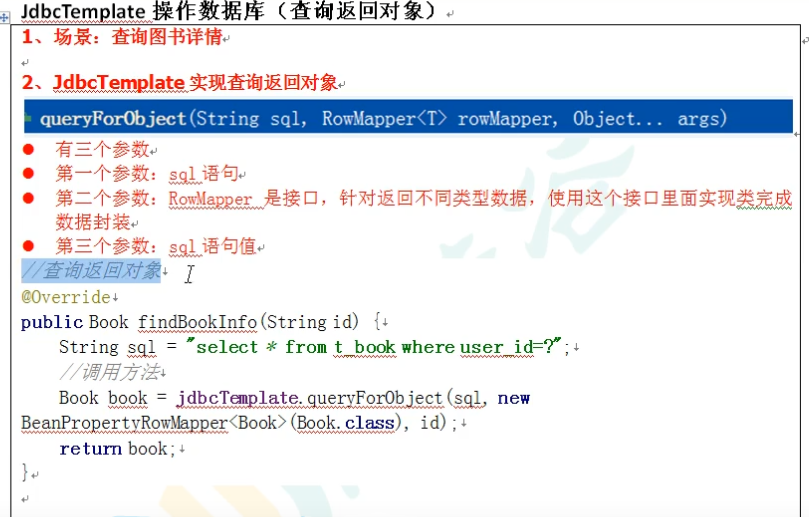 JdbcTemplate 操作数据库（查询返回对象）
1、场景：查询图书详情
2、JdbcTemplate 实现查询返回对象
queryForObject(String sql, RowMapper<T> rowMapper, Object... args)
● 有三个参数
● 第一个参数：sql 语句
● 第二个参数：RowMapper 是接口，针对返回不同类型数据，使用这个接口里面实现类完成
数据封装
● 第三个参数：sql 语句值
//查询返回对象
@Override
public Book findBookInfo(String id) {
String sql = "select * from t_book where user_id=?";
//调用方法
Book book = jdbcTemplate.queryForObject(sql, new
BeanPropertyRowMapper<Book>(Book.class), id);
return book;
}